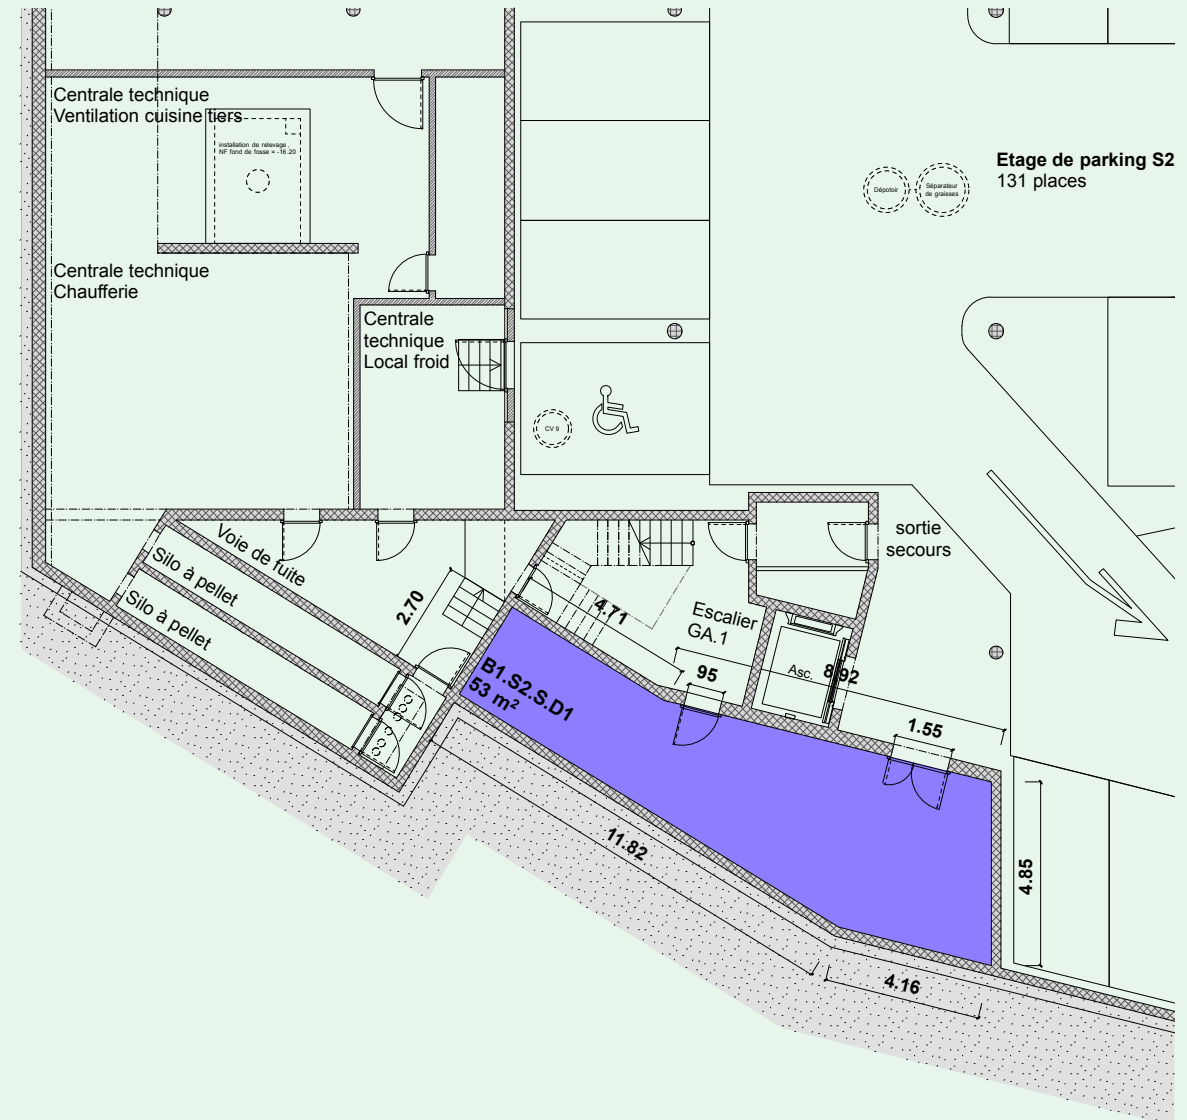 Centrale technique
Ventilation cuisine tiers
installation de relevage
NF fond de fosse = -16.20
Etage de parking S2
131 places
Dépotoir
Séparateur
de graisses
Centrale technique
Chaufferie
Centrale
technique
Local froid
CV 9
sortie
secours
Voie de fuite
Silo à pellet
Silo à pellet
2.70
4.71
Escalier
GA.1
95
Asc.
8.92
1.55
B1.S2.S.D1
53 m²
11.82
4.85
4.16